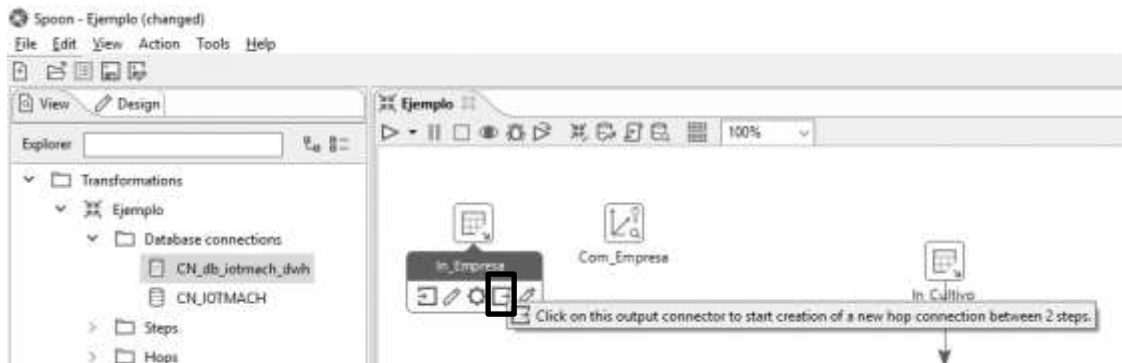 Spoon - Ejemplo (changed)
File Edit View Action Tools Help
View Design
Ejemplo
100%
Explorer
Transformations
Ejemplo
Database connections
CN_db_iotmach_dwh
CN_IOTMACH
Steps
Hops
In_Empresa
Com_Empresa
In_Cultivo
Click on this output connector to start creation of a new hop connection between 2 steps.